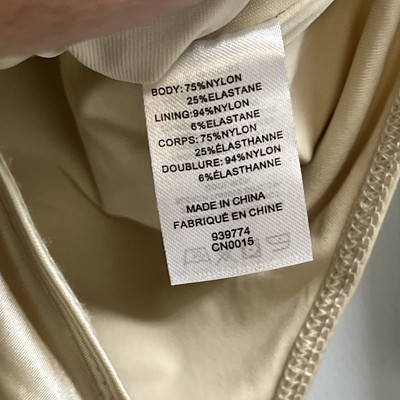 BODY: 75%NYLON
25%ELASTANE
LINING:94%NYLON
6%ELASTANE
CORPS: 75%NYLON
25%ÉLASTHANNE
DOUBLURE: 94%NYLON
6%ÉLASTHANNE
MADE IN CHINA
FABRIQUÉ EN CHINE
939774
CN0015